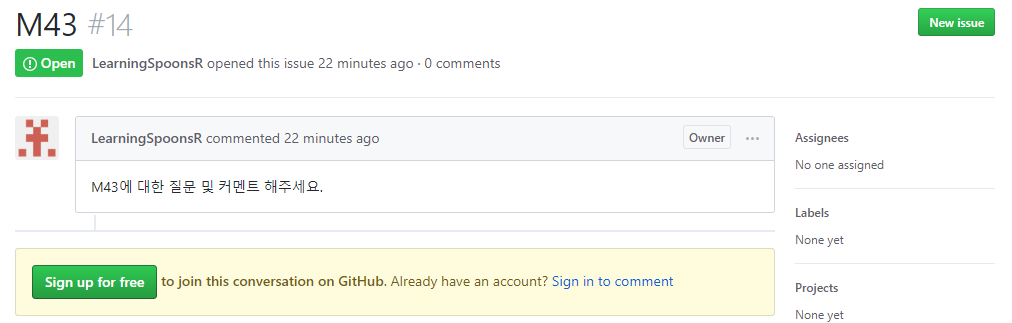 M43 #14
New issue
Open LearningSpoonsR opened this issue 22 minutes ago · 0 comments
LearningSpoonsR commented 22 minutes ago
Owner
M43에 대한 질문 및 커멘트 해주세요.
Assignees
No one assigned
Labels
None yet
Projects
None yet
Sign up for free to join this conversation on GitHub. Already have an account? Sign in to comment